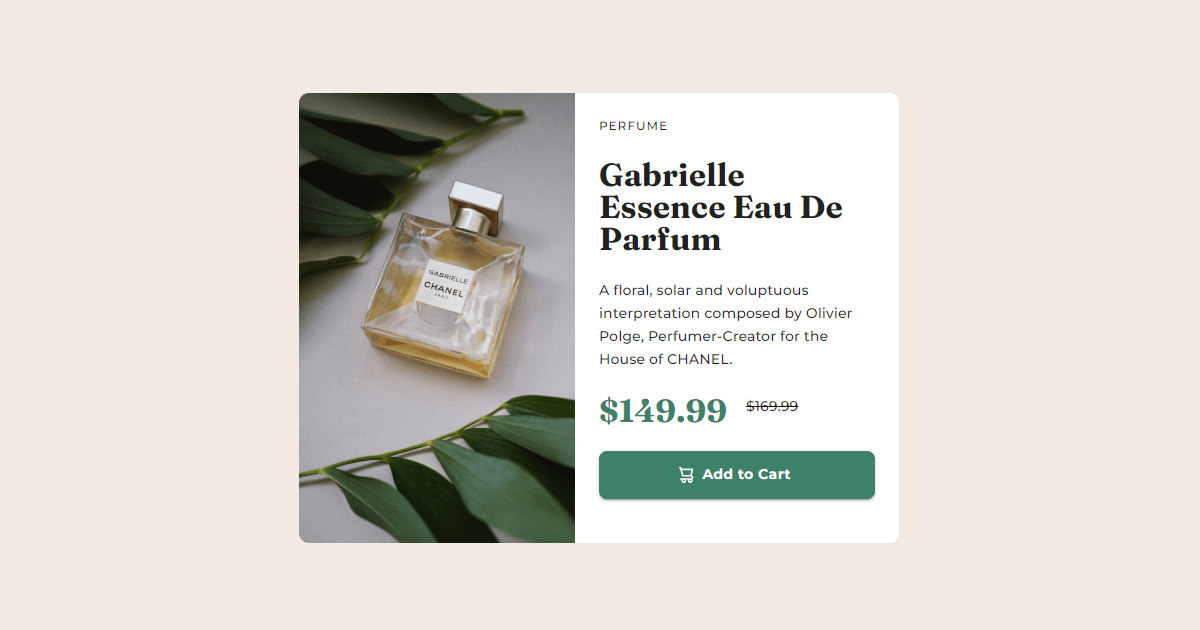 GABRIELLE
CHANEL
PARIS
PERFUME
Gabrielle
Essence Eau De
Parfum
A floral, solar and voluptuous
interpretation composed by Olivier
Polge, Perfumer-Creator for the
House of CHANEL.
$149.99 $169.99
Add to Cart